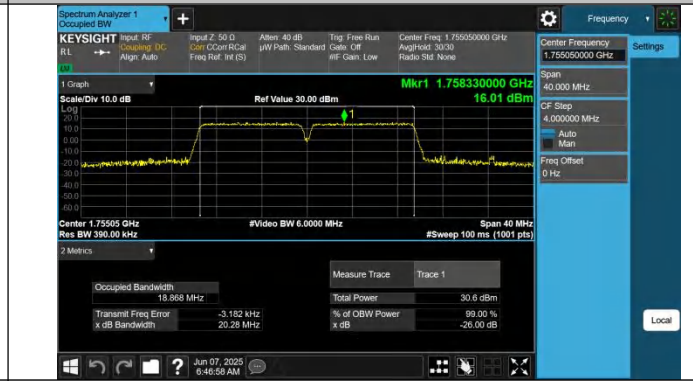 Spectrum Analyzer 1
Occupied BW
+
Frequency
KEYSIGHT
RL
Input: RF
Coupling: DC
Align: Auto
Input Z: 50 Ω
Corr CCorr RCal
Freq Ref: Int (S)
Atten: 40 dB
µW Path: Standard
Trig: Free Run
Gate: Off
#IF Gain: Low
Center Freq: 1.755050000 GHz
Avg|Hold: 30/30
Radio Std: None
1 Graph
Scale/Div 10.0 dB
Ref Value 30.00 dBm
Mkr1 1.758330000 GHz
16.01 dBm
Log
20.0
10.0
0.00
-10.0
-20.0
-30.0
-40.0
-50.0
-60.0
1
Center 1.75505 GHz
Res BW 390.00 kHz
#Video BW 6.0000 MHz
Span 40 MHz
#Sweep 100 ms (1001 pts)
2 Metrics
Measure Trace
Trace 1
Occupied Bandwidth
18.868 MHz
Total Power
30.6 dBm
Transmit Freq Error
-3.182 kHz
% of OBW Power
99.00 %
x dB Bandwidth
20.28 MHz
x dB
-26.00 dB
Center Frequency
1.755050000 GHz
Settings
Span
40.000 MHz
CF Step
4.000000 MHz
Auto
Man
Freq Offset
0 Hz
Local
?
Jun 07, 2025
6:46:58 AM